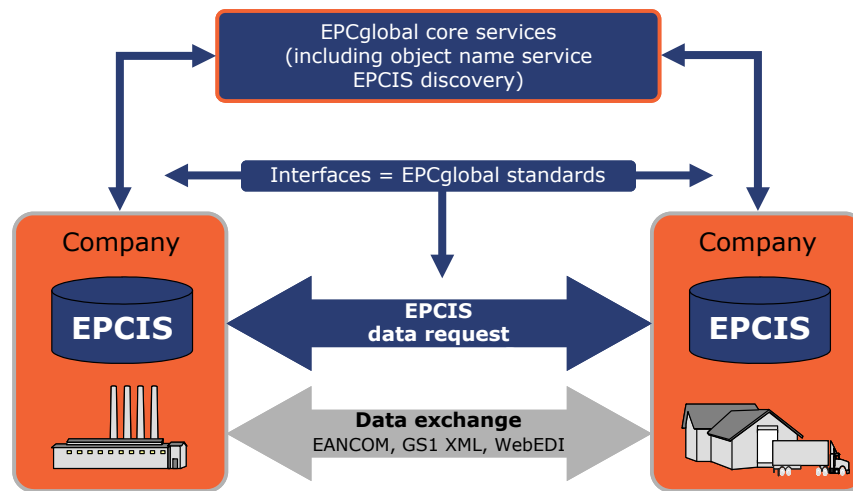 EPCglobal core services
(including object name service
EPCIS discovery)
Interfaces = EPCglobal standards
Company
EPCIS
Company
EPCIS
EPCIS
data request
Data exchange
EANCOM, GS1 XML, WebEDI